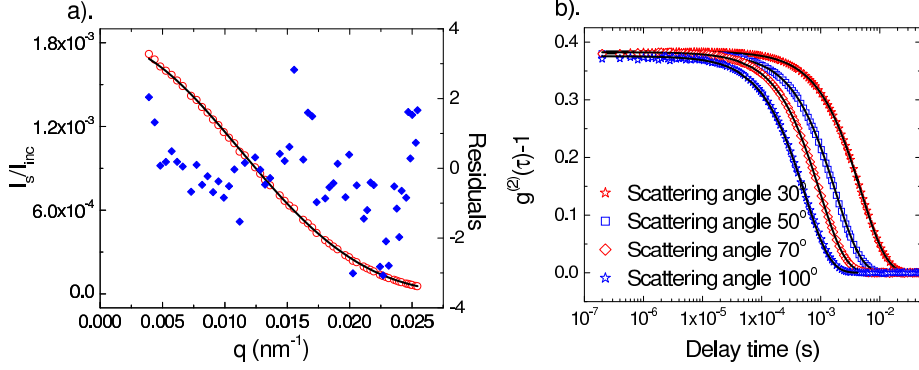 a).
1.8x10⁻³
1.2x10⁻³
6.0x10⁻⁴
0.0
Iₛ/Iᵢₙc
0.000 0.005 0.010 0.015 0.020 0.025
q (nm⁻¹)
4
2
0
-2
-4
Residuals
b).
0.4
0.3
0.2
0.1
0.0
g⁽²⁾(τ)-1
Scattering angle 30°
Scattering angle 50°
Scattering angle 70°
Scattering angle 100°
10⁻⁷ 10⁻⁶ 1x10⁻⁵ 1x10⁻⁴ 10⁻³ 10⁻²
Delay time (s)